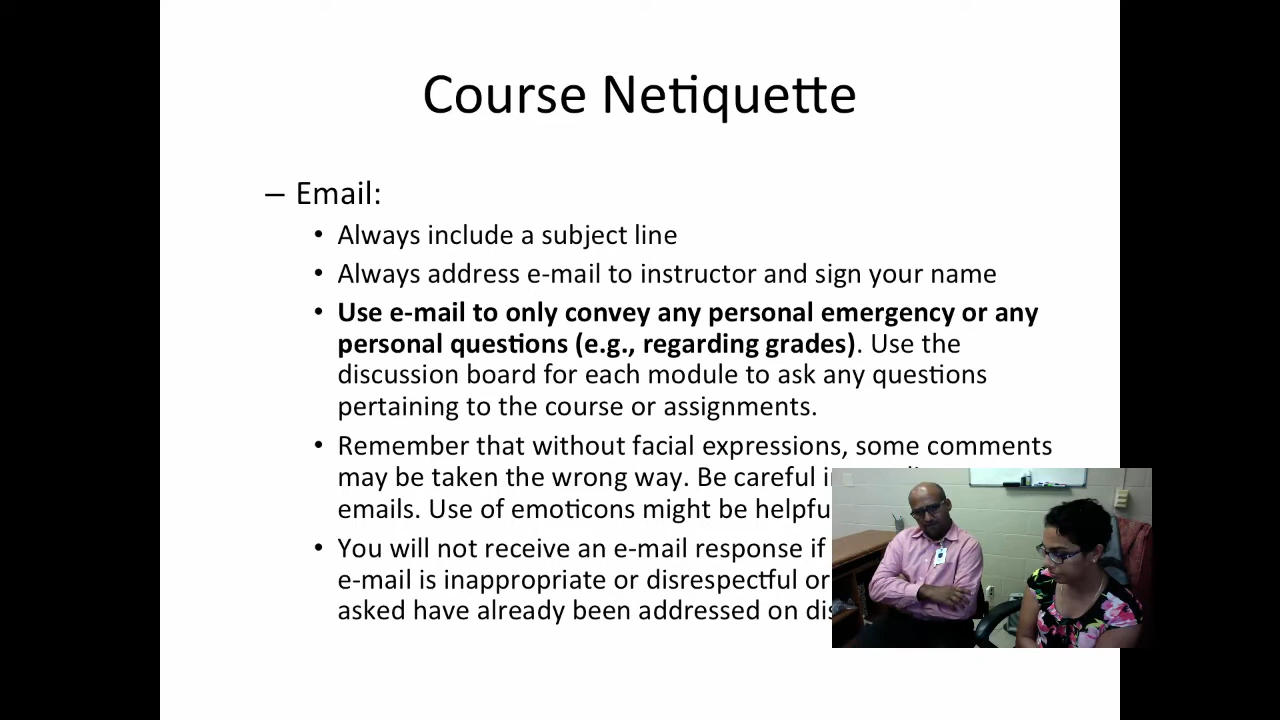 Course Netiquette
– Email:
• Always include a subject line
• Always address e-mail to instructor and sign your name
• Use e-mail to only convey any personal emergency or any
personal questions (e.g., regarding grades). Use the
discussion board for each module to ask any questions
pertaining to the course or assignments.
• Remember that without facial expressions, some comments
may be taken the wrong way. Be careful
emails. Use of emoticons might be
• You will not receive an e-mail response if
e-mail is inappropriate or disrespectful or
asked have already been addressed on